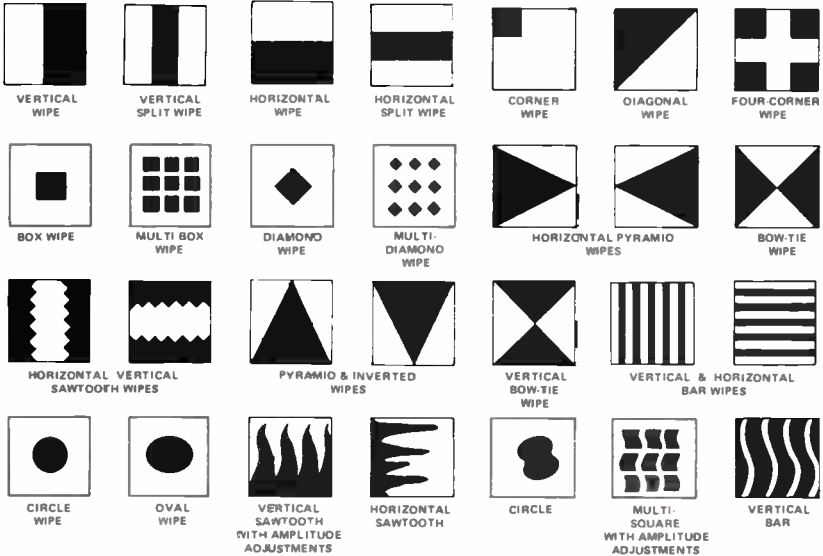 VERTICAL
WIPE
VERTICAL
SPLIT WIPE
HORIZONTAL
WIPE
HORIZONTAL
SPLIT WIPE
CORNER
WIPE
DIAGONAL
WIPE
FOUR-CORNER
WIPE
BOX WIPE
MULTI BOX
WIPE
DIAMOND
WIPE
MULTI-
DIAMOND
WIPE
HORIZONTAL PYRAMID
WIPES
BOW-TIE
WIPE
HORIZONTAL VERTICAL
SAWTOOTH WIPES
PYRAMID & INVERTED
WIPES
VERTICAL
BOW-TIE
WIPE
VERTICAL & HORIZONTAL
BAR WIPES
CIRCLE
WIPE
OVAL
WIPE
VERTICAL
SAWTOOTH
WITH AMPLITUDE
ADJUSTMENTS
HORIZONTAL
SAWTOOTH
CIRCLE
MULTI-
SQUARE
WITH AMPLITUDE
ADJUSTMENTS
VERTICAL
BAR